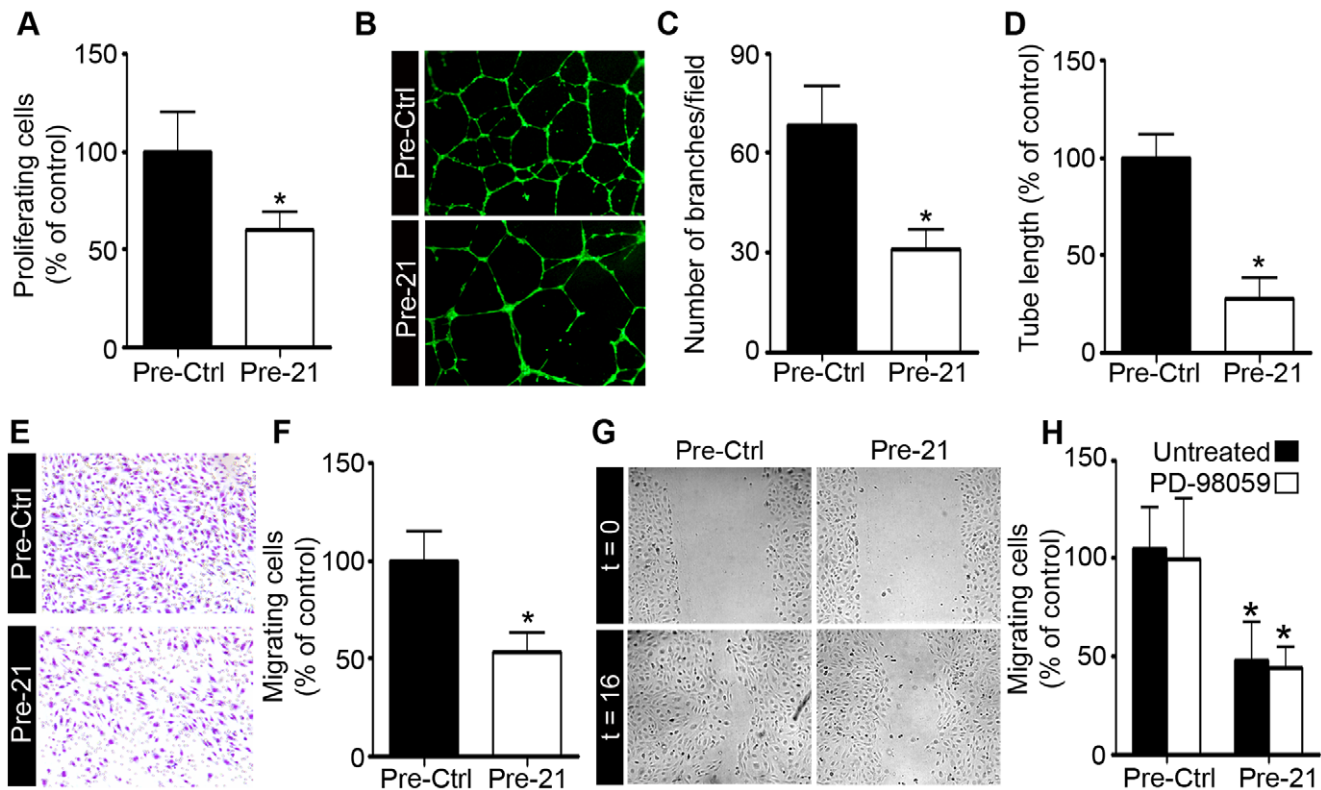 A
Proliferating cells
(% of control)
150
100
50
0
Pre-Ctrl Pre-21
*
B
Pre-Ctrl
Pre-21
C
Number of branches/field
90
60
30
0
Pre-Ctrl Pre-21
*
D
Tube length (% of control)
150
100
50
0
Pre-Ctrl Pre-21
*
E
Pre-Ctrl
Pre-21
F
Migrating cells
(% of control)
150
100
50
0
Pre-Ctrl Pre-21
*
G
Pre-Ctrl Pre-21
t = 0
t = 16
H
Untreated
PD-98059
Migrating cells
(% of control)
150
100
50
0
Pre-Ctrl Pre-21
* *